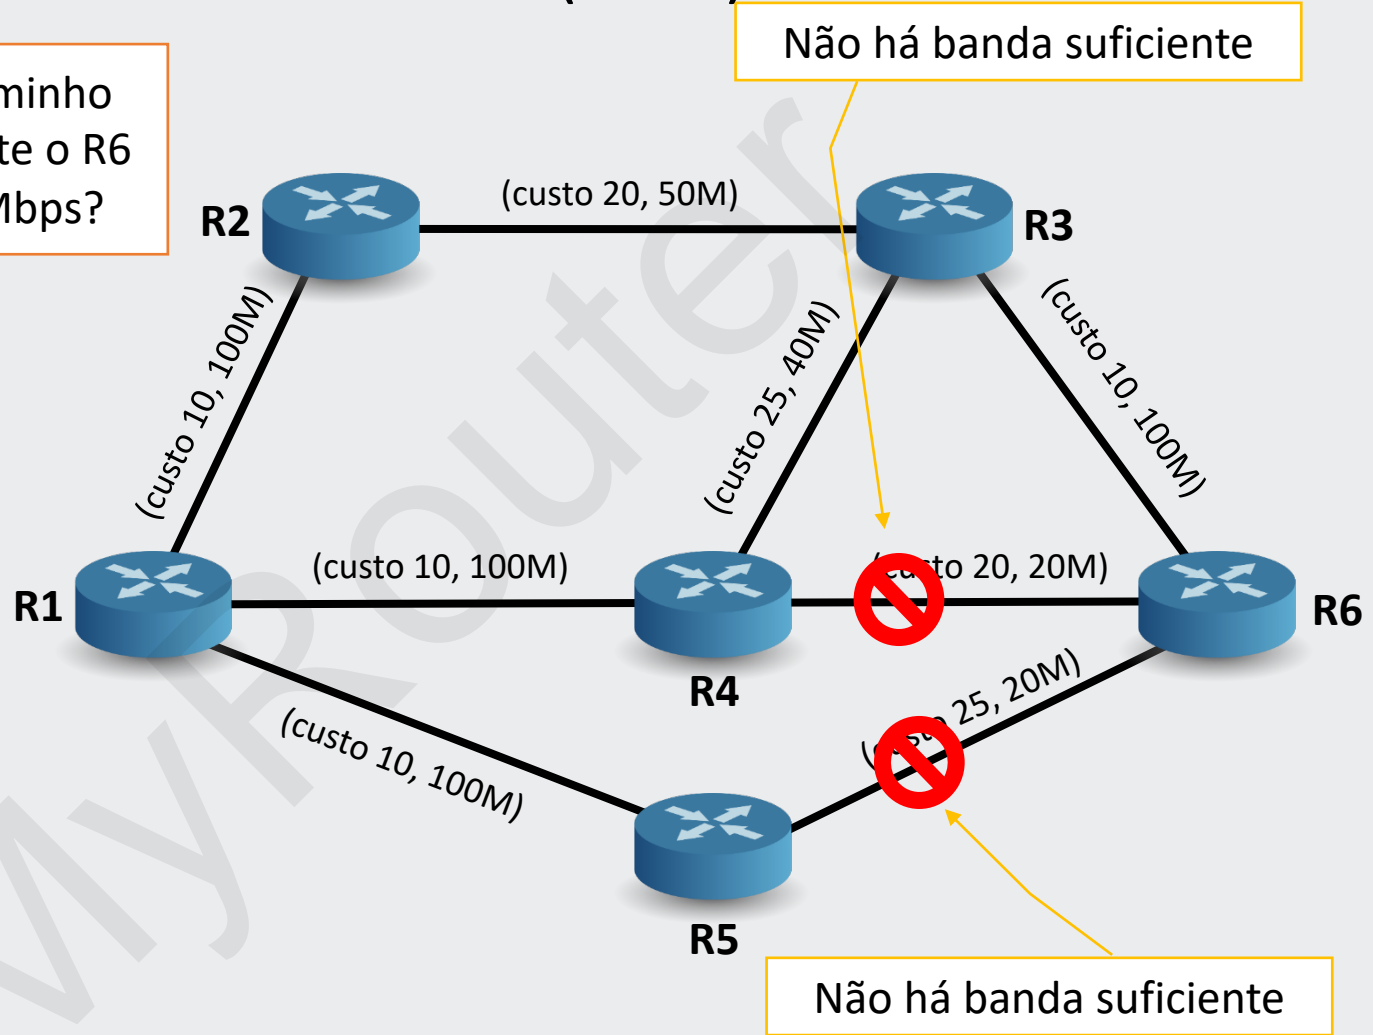 Não há banda suficiente
minho
te o R6
Mbps?
R2
(custo 20, 50M)
R3
(custo 10, 100M)
(custo 25, 40M)
(custo 10, 100M)
R1
(custo 10, 100M)
(custo 20, 20M)
R6
R4
(custo 10, 100M)
(custo 25, 20M)
R5
Não há banda suficiente
MyRouter